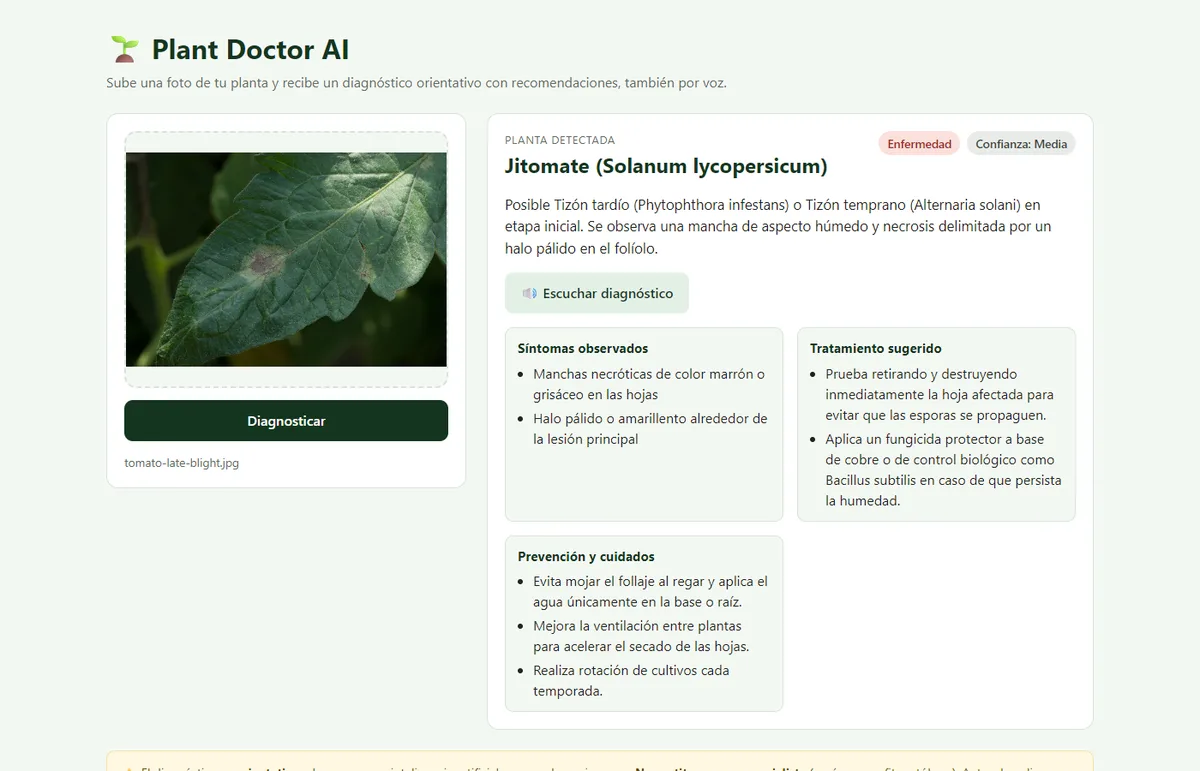 Plant Doctor AI
Sube una foto de tu planta y recibe un diagnóstico orientativo con recomendaciones, también por voz.
Diagnosticar
tomato-late-blight.jpg
PLANTA DETECTADA
Enfermedad
Confianza: Media
Jitomate (Solanum lycopersicum)
Posible Tizón tardío (Phytophthora infestans) o Tizón temprano (Alternaria solani) en
etapa inicial. Se observa una mancha de aspecto húmedo y necrosis delimitada por un
halo pálido en el folíolo.
Escuchar diagnóstico
Síntomas observados
Manchas necróticas de color marrón o
grisáceo en las hojas
Halo pálido o amarillento alrededor de
la lesión principal
Tratamiento sugerido
Prueba retirando y destruyendo
inmediatamente la hoja afectada para
evitar que las esporas se propaguen.
Aplica un fungicida protector a base
de cobre o de control biológico como
Bacillus subtilis en caso de que persista
la humedad.
Prevención y cuidados
Evita mojar el follaje al regar y aplica el
agua únicamente en la base o raíz.
Mejora la ventilación entre plantas
para acelerar el secado de las hojas.
Realiza rotación de cultivos cada
temporada.